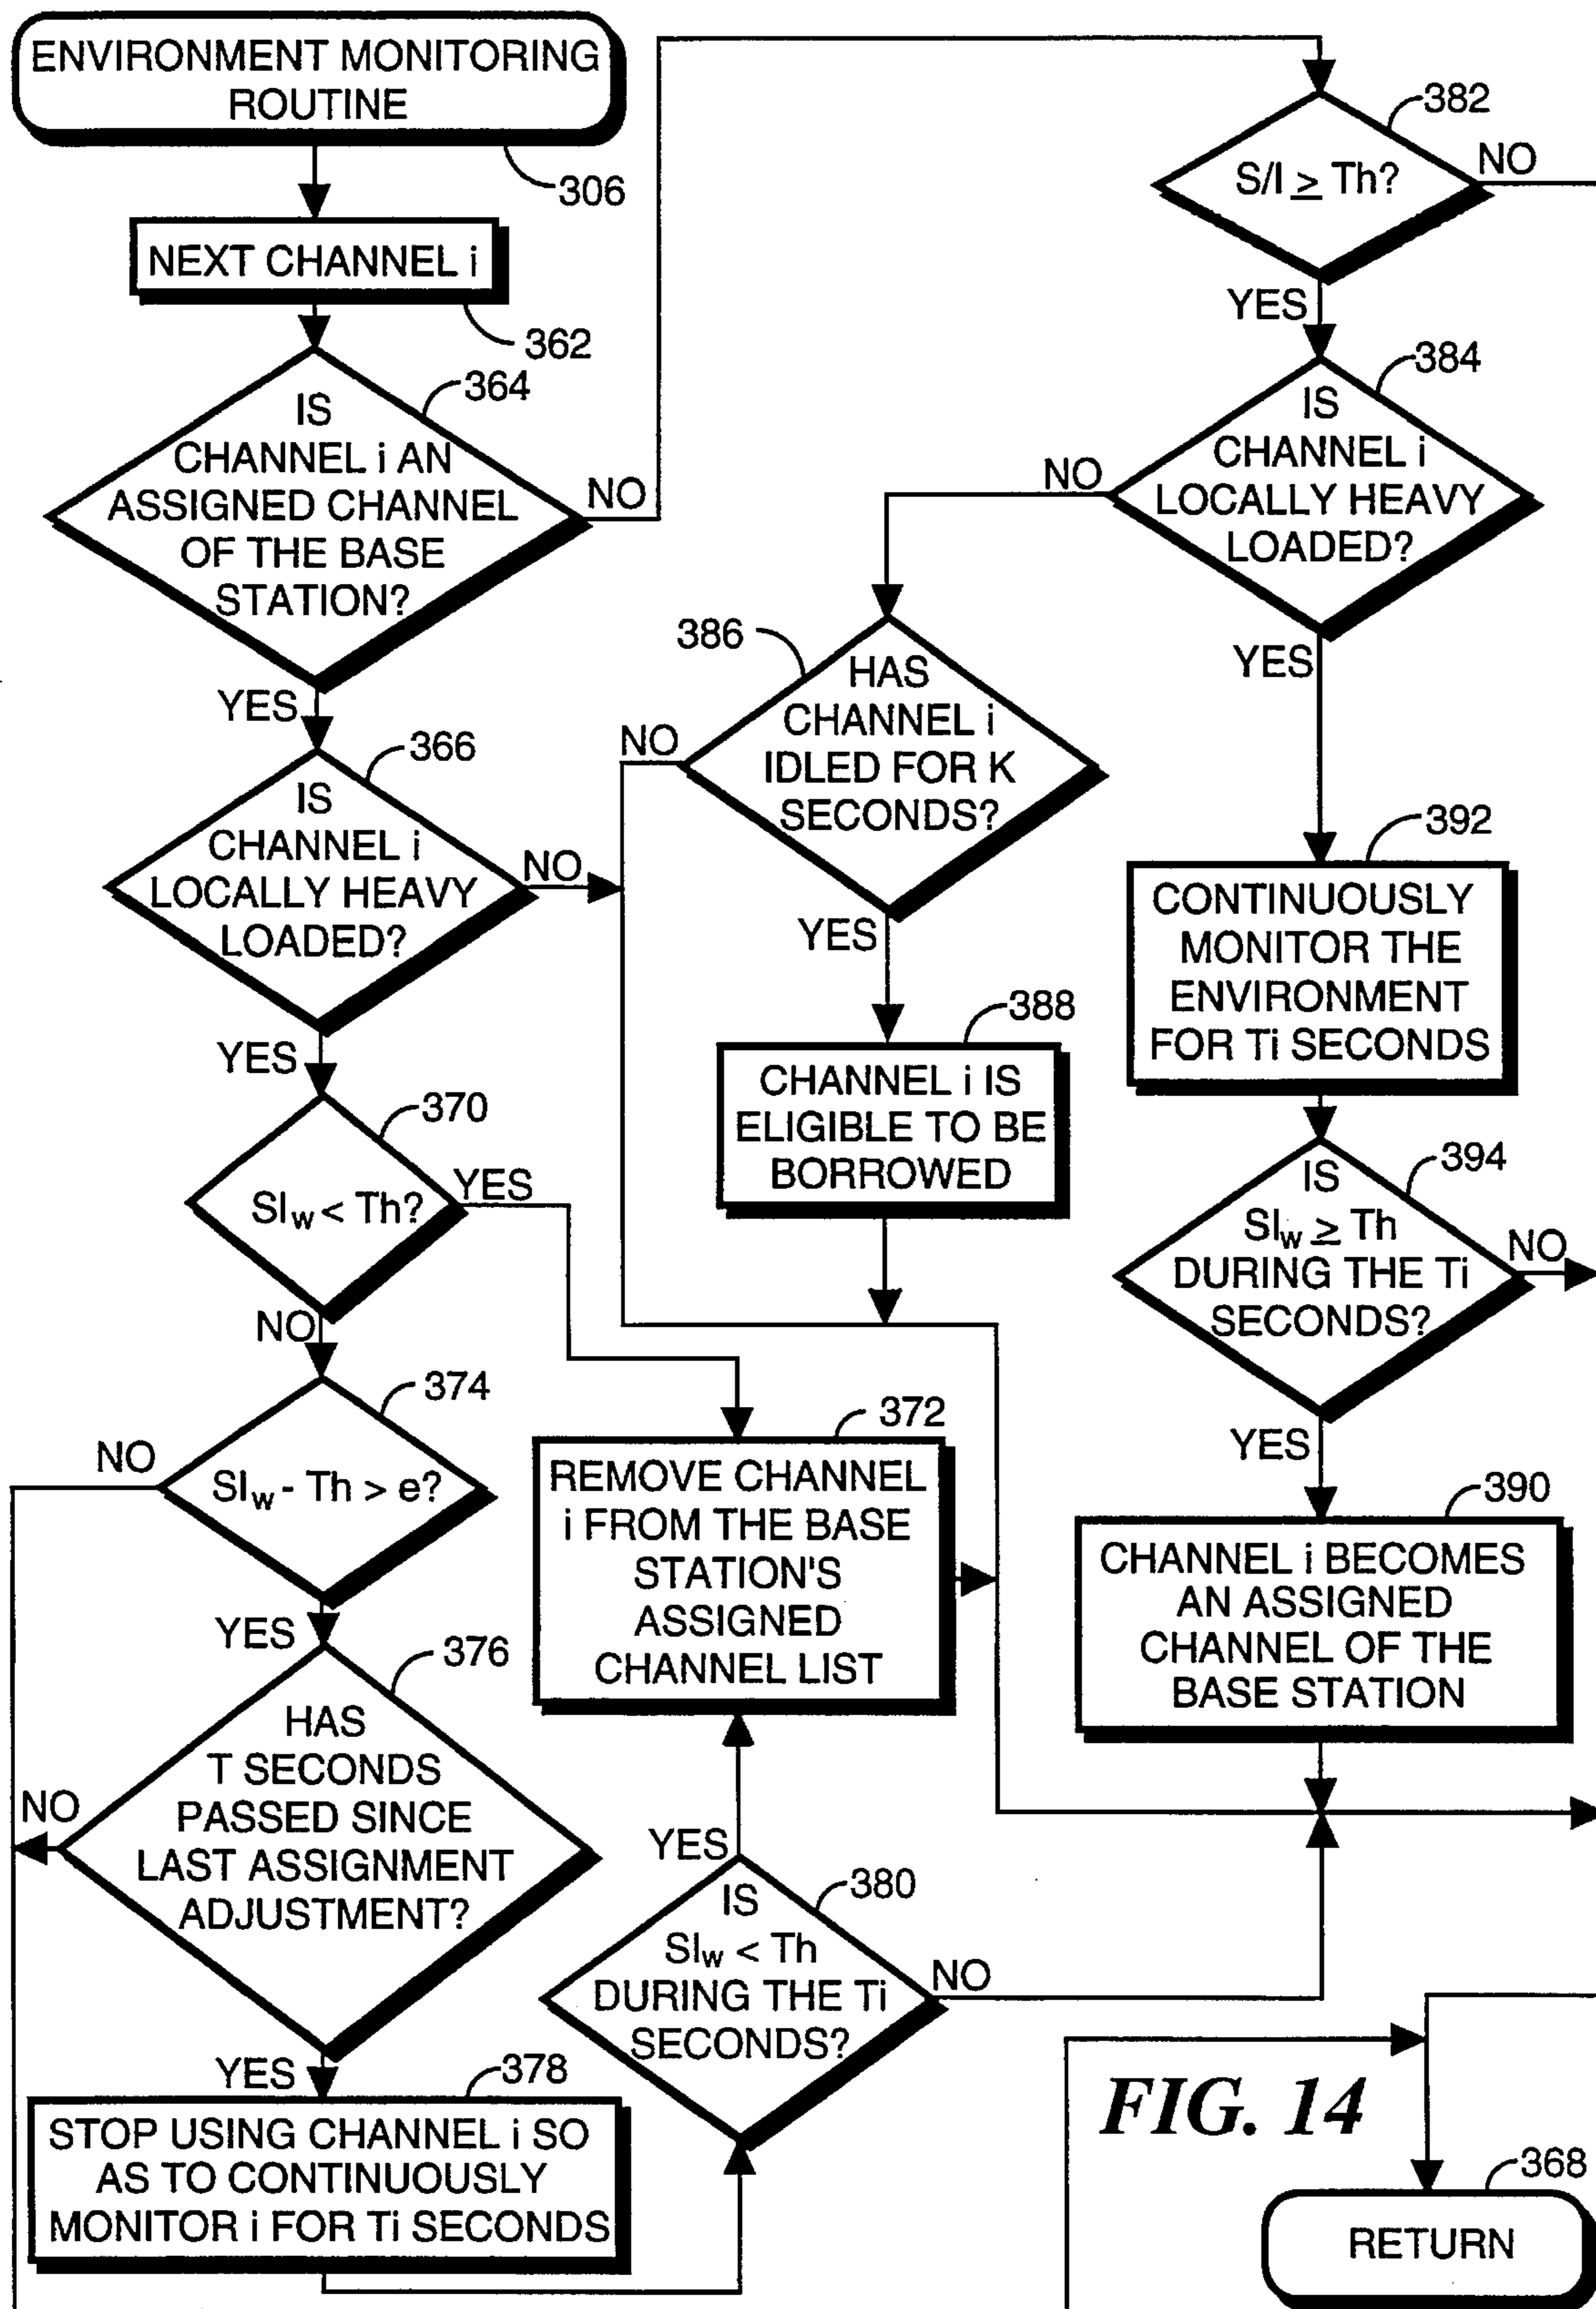 ENVIRONMENT MONITORING
ROUTINE
306
NEXT CHANNEL i
362
364
IS
CHANNEL i AN
ASSIGNED CHANNEL
OF THE BASE
STATION?
NO
YES
366
IS
CHANNEL i
LOCALLY HEAVY
LOADED?
NO
YES
370
SIw < Th?
YES
NO
374
SIw - Th > e?
NO
YES
376
HAS
T SECONDS
PASSED SINCE
LAST ASSIGNMENT
ADJUSTMENT?
NO
YES
378
STOP USING CHANNEL i SO
AS TO CONTINUOUSLY
MONITOR i FOR Ti SECONDS
380
IS
SIw < Th
DURING THE Ti
SECONDS?
YES
NO
372
REMOVE CHANNEL
i FROM THE BASE
STATION'S
ASSIGNED
CHANNEL LIST
382
S/I ≥ Th?
NO
YES
384
IS
CHANNEL i
LOCALLY HEAVY
LOADED?
NO
YES
386
HAS
CHANNEL i
IDLED FOR K
SECONDS?
NO
YES
388
CHANNEL i IS
ELIGIBLE TO BE
BORROWED
392
CONTINUOUSLY
MONITOR THE
ENVIRONMENT
FOR Ti SECONDS
394
IS
SIw ≥ Th
DURING THE Ti
SECONDS?
NO
YES
390
CHANNEL i BECOMES
AN ASSIGNED
CHANNEL OF THE
BASE STATION
FIG. 14
368
RETURN